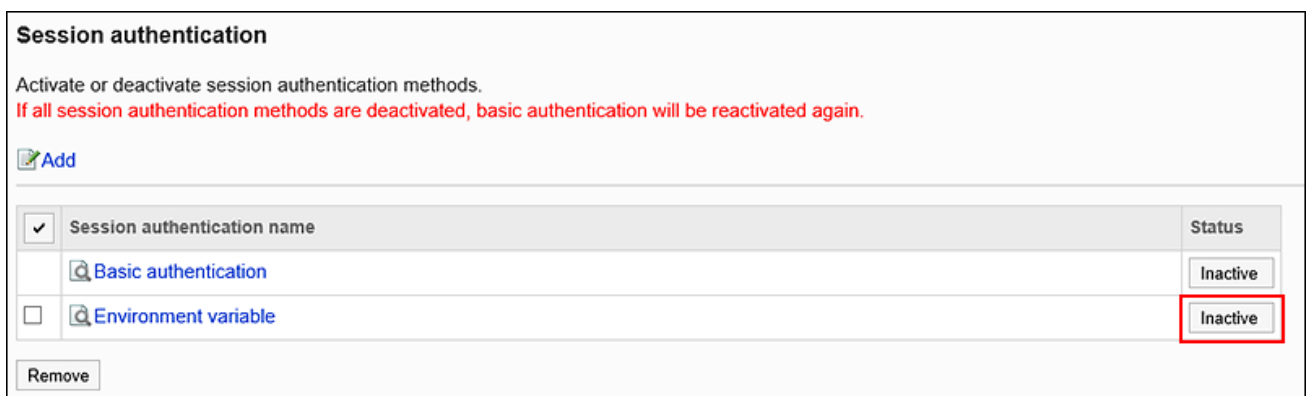 Session authentication
Activate or deactivate session authentication methods.
If all session authentication methods are deactivated, basic authentication will be reactivated again.
Add
Session authentication name Status
Basic authentication Inactive
Environment variable Inactive
Remove